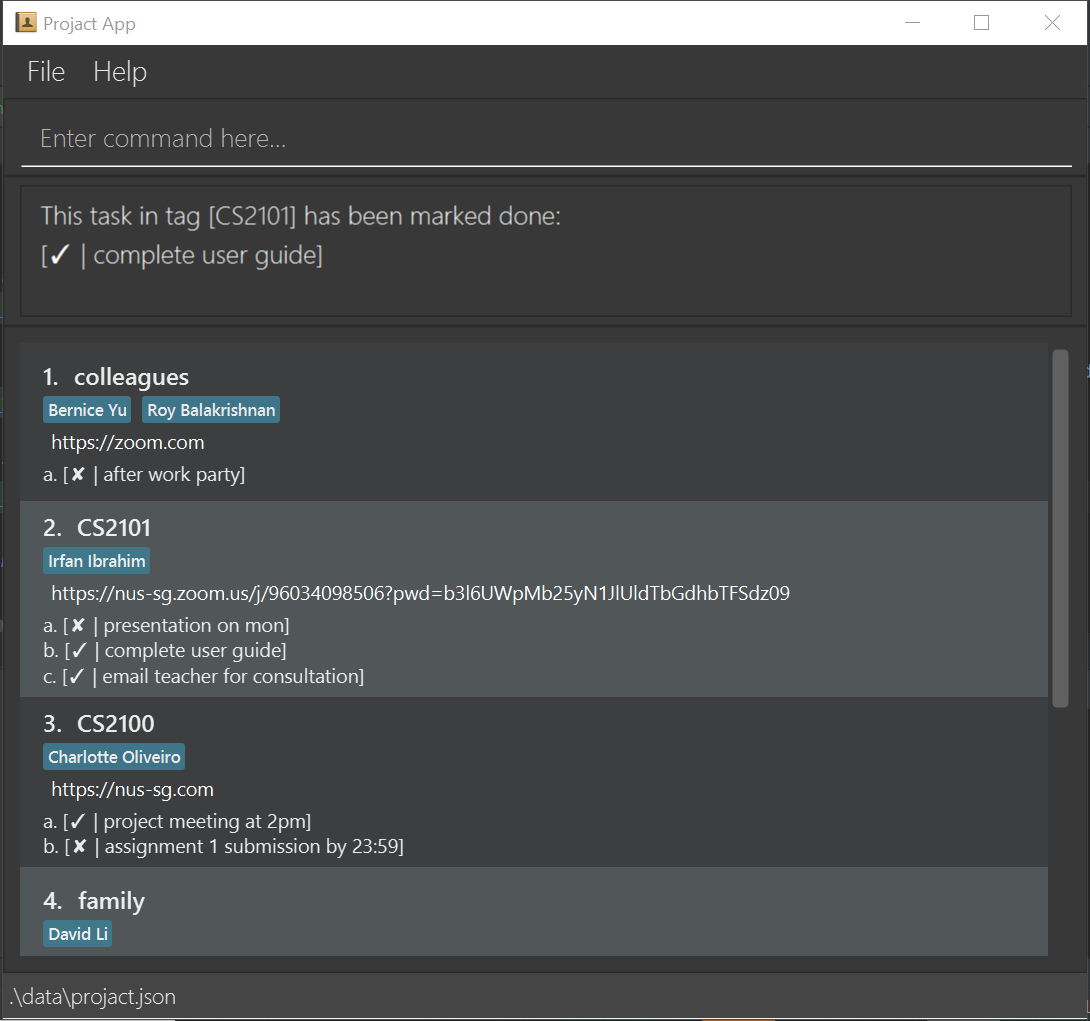 Projact App
File Help
Enter command here...
This task in tag [CS2101] has been marked done:
[✓ | complete user guide]
1. colleagues
Bernice Yu Roy Balakrishnan
https://zoom.com
a. [✘ | after work party]
2. CS2101
Irfan Ibrahim
https://nus-sg.zoom.us/j/96034098506?pwd=b3l6UWpMb25yN1JlUldTbGdhbTFSdz09
a. [✘ | presentation on mon]
b. [✓ | complete user guide]
c. [✓ | email teacher for consultation]
3. CS2100
Charlotte Oliveiro
https://nus-sg.com
a. [✓ | project meeting at 2pm]
b. [✘ | assignment 1 submission by 23:59]
4. family
David Li
.\data\projact.json